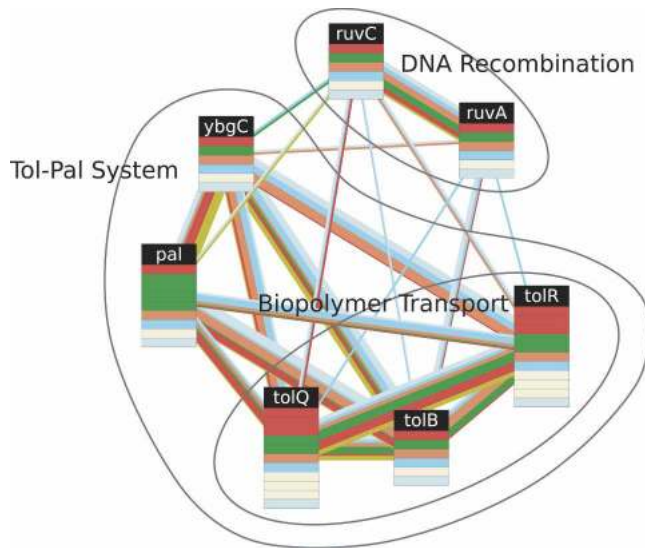 ruvC
DNA Recombination
ruvA
ybgC
Tol-Pal System
pal
Biopolymer Transport
tolR
tolQ
tolB